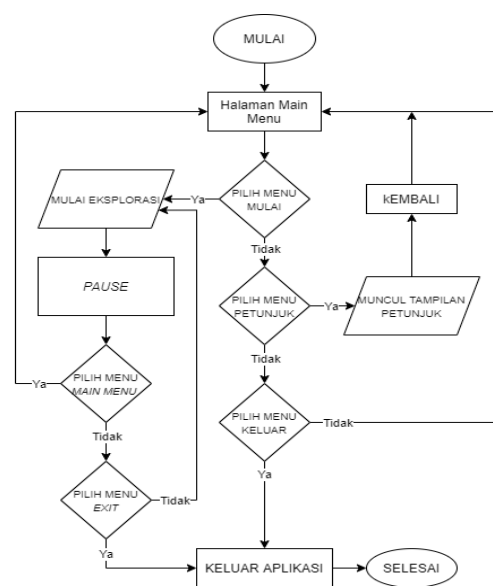 MULAI
Halaman Main
Menu
PILIH MENU
MULAI
Ya
MULAI EKSPLORASI
Tidak
kEMBALI
PAUSE
PILIH MENU
PETUNJUK
Ya
MUNCUL TAMPILAN
PETUNJUK
Tidak
PILIH MENU
MAIN MENU
Ya
Tidak
PILIH MENU
KELUAR
Tidak
Ya
PILIH MENU
EXIT
Tidak
Ya
KELUAR APLIKASI
SELESAI